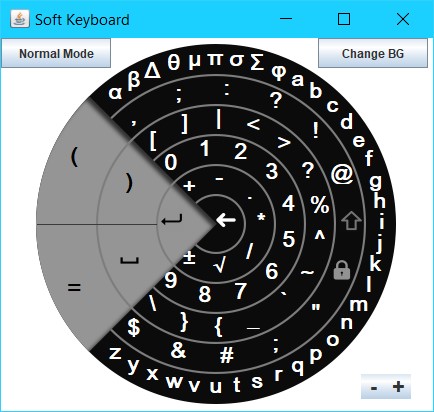 Soft Keyboard
Normal Mode
Change BG
α β Δ θ μ π σ Σ φ a b c d e f g h i j k l m n o p q r s t u v w x y z
, ; : ? ! @ " ; # & $
[ ] | < > ? % ^ ~ ` _ { } \
0 1 2 3 4 5 6 7 8 9
+ - . * / √ ±
(
)
=
- +